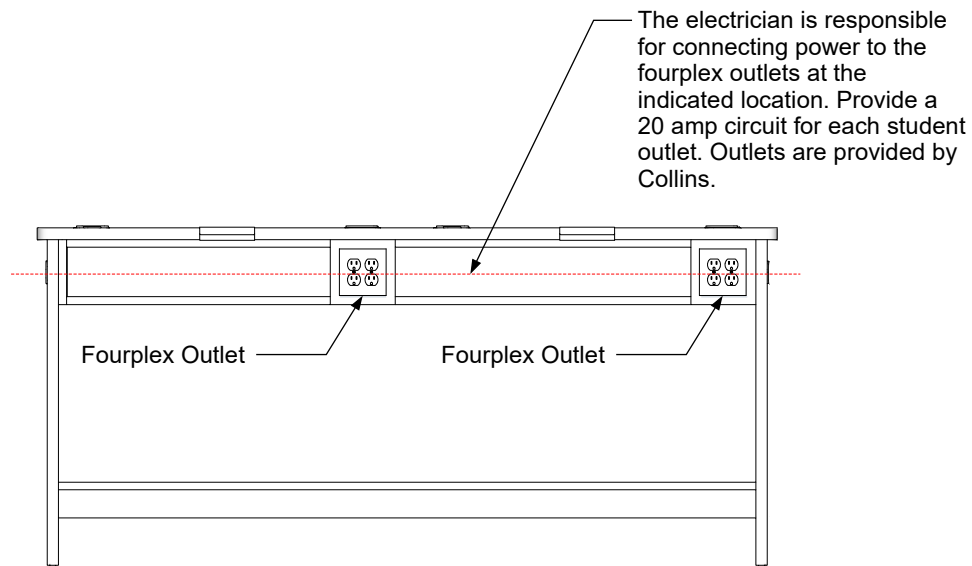 The electrician is responsible
for connecting power to the
fourplex outlets at the
indicated location. Provide a
20 amp circuit for each student
outlet. Outlets are provided by
Collins.
Fourplex Outlet
Fourplex Outlet